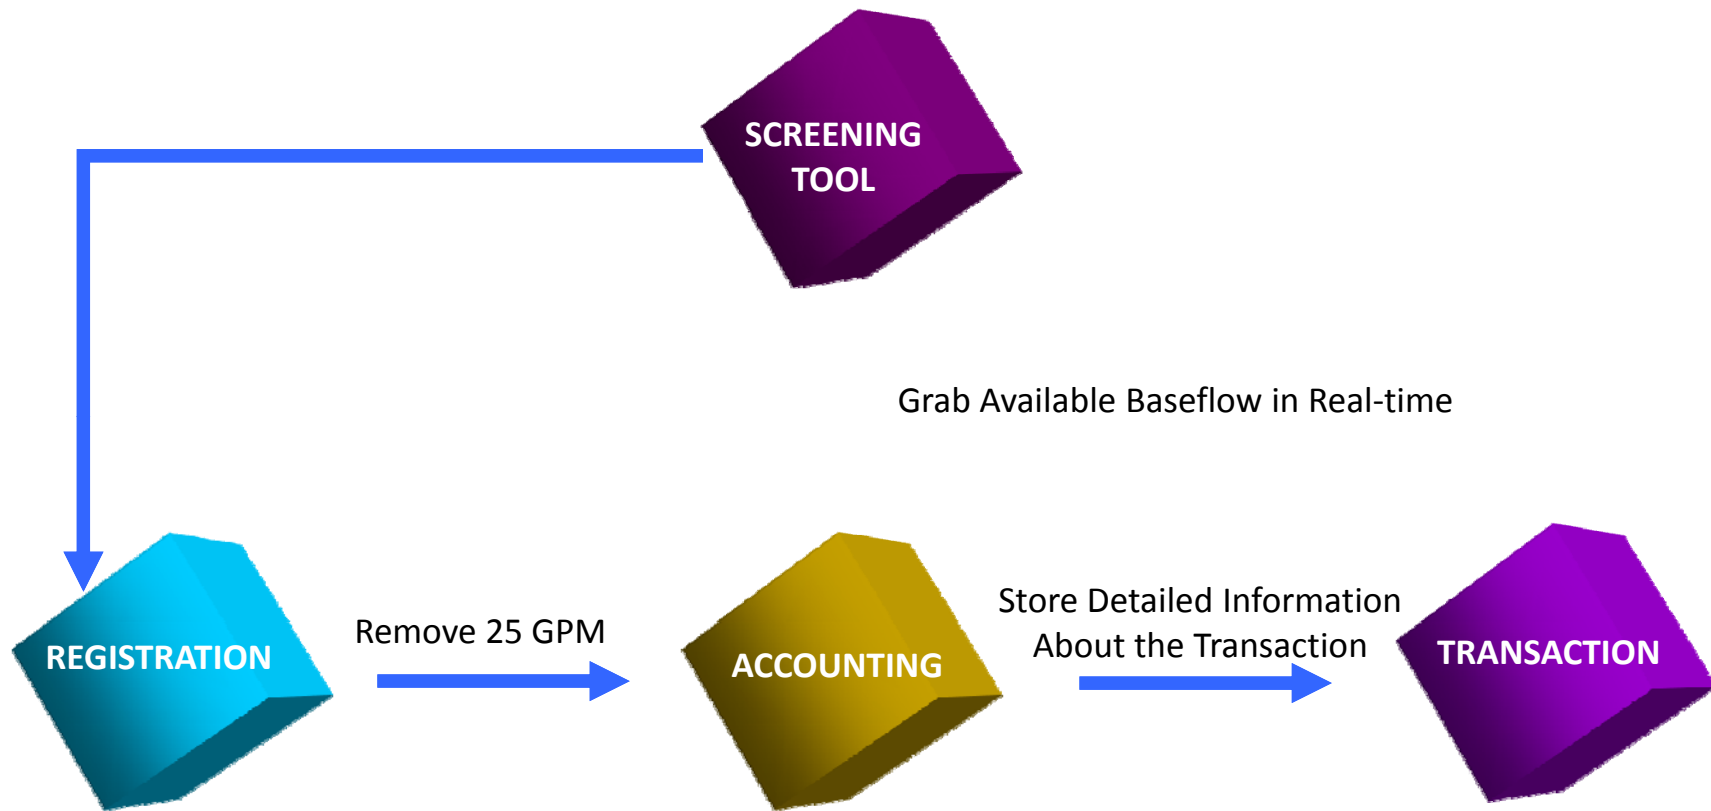 SCREENING
TOOL
Grab Available Baseflow in Real-time
REGISTRATION
Remove 25 GPM
ACCOUNTING
Store Detailed Information
About the Transaction
TRANSACTION